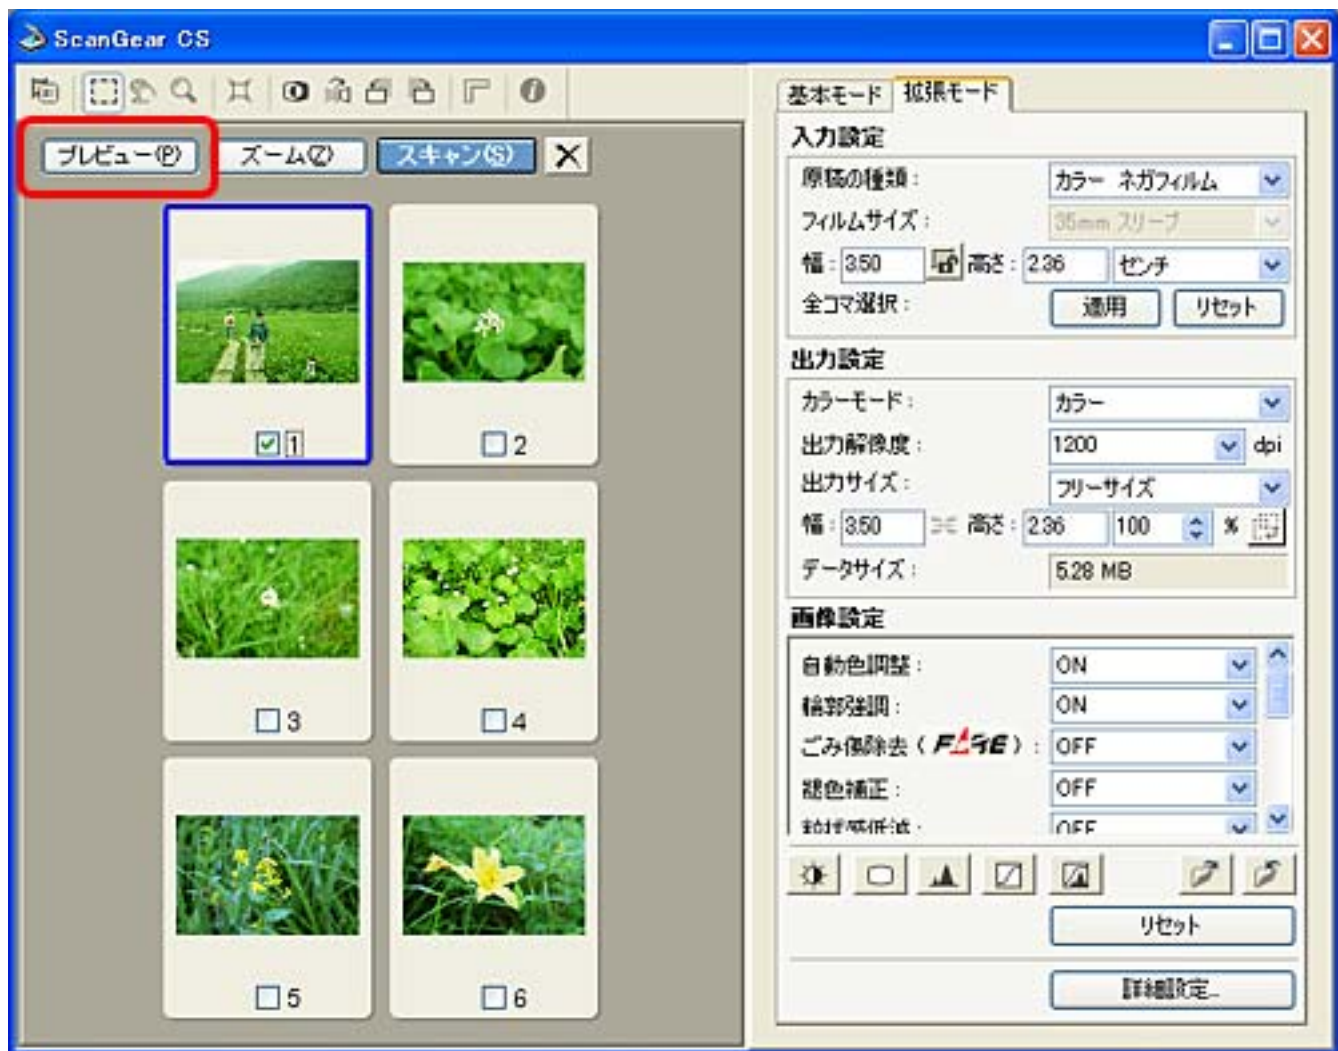 ScanGear CS
プレビュー(P) ズーム(Z) スキャン(S)
1
2
3
4
5
6
基本モード 拡張モード
入力設定
原稿の種類： カラー ネガフィルム
フィルムサイズ： 35mm スリーブ
幅：3.50 高さ：2.36 センチ
全コマ選択： 適用 リセット
出力設定
カラーモード： カラー
出力解像度： 1200 dpi
出力サイズ： フリーサイズ
幅：3.50 高さ：2.36 100 %
データサイズ： 5.28 MB
画像設定
自動色調整： ON
輪郭強調： ON
ごみ傷除去（FARE）： OFF
褪色補正： OFF
粒状感低減： OFF
リセット
詳細設定...